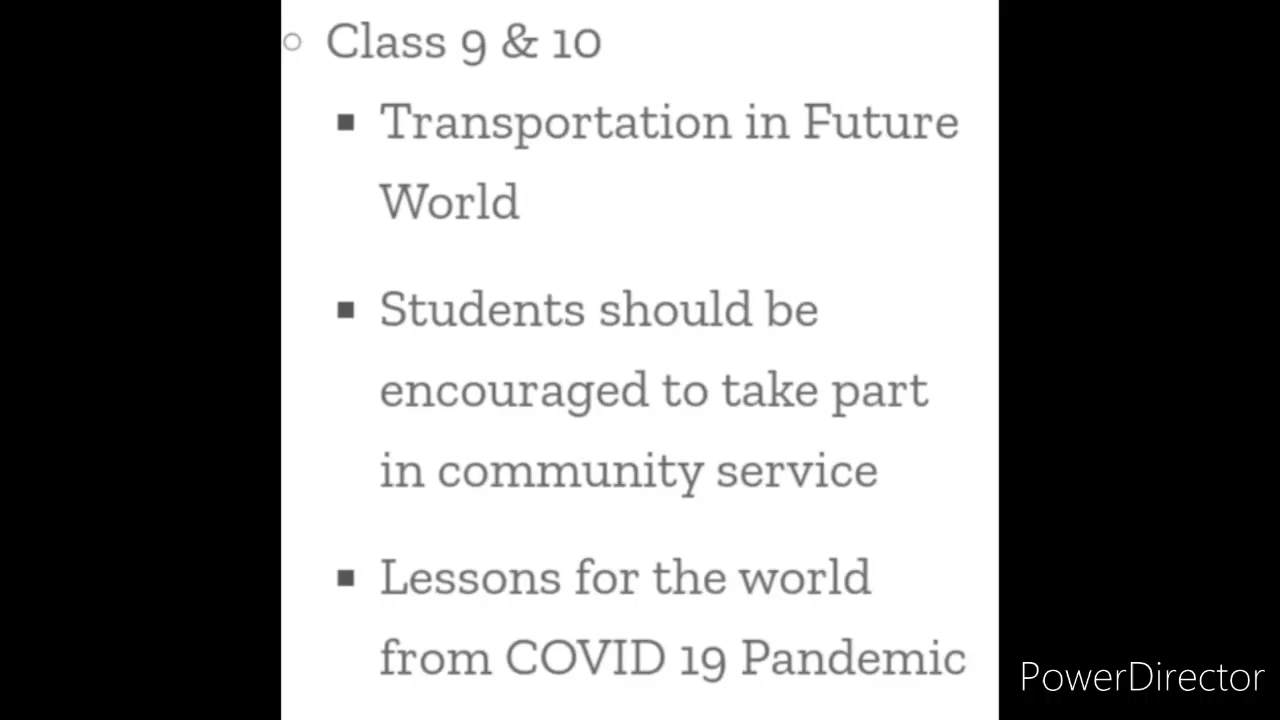 Class 9 & 10
Transportation in Future
World
Students should be
encouraged to take part
in community service
Lessons for the world
from COVID 19 Pandemic
PowerDirector